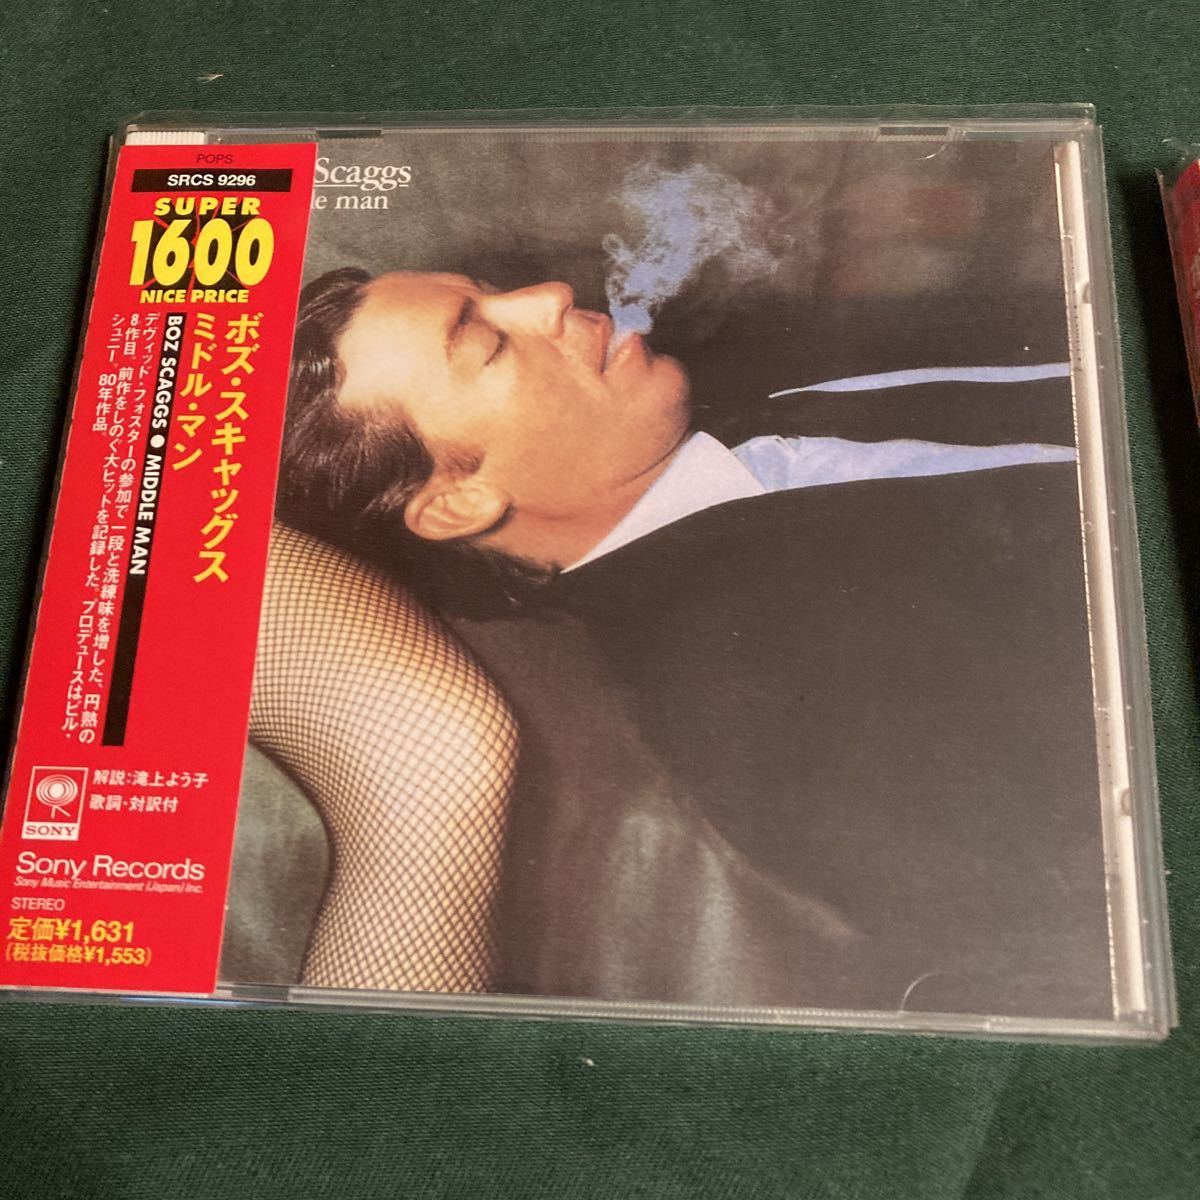 POPS
SRCS 9296
SUPER
1600
NICE PRICE
ボズ・スキャッグス
ミドル・マン
BOZ SCAGGS ● MIDDLE MAN
デヴィッド・フォスターの参加で一段と洗練味を増した、円熟の
8作目。前作をしのぐ大ヒットを記録した。プロデュースはビル・
シュニー。80年作品。
解説:滝上よう子
歌詞・対訳付
SONY
Sony Records
Sony Music Entertainment (Japan) Inc.
STEREO
定価¥1,631
(税抜価格¥1,553)
Scaggs
man